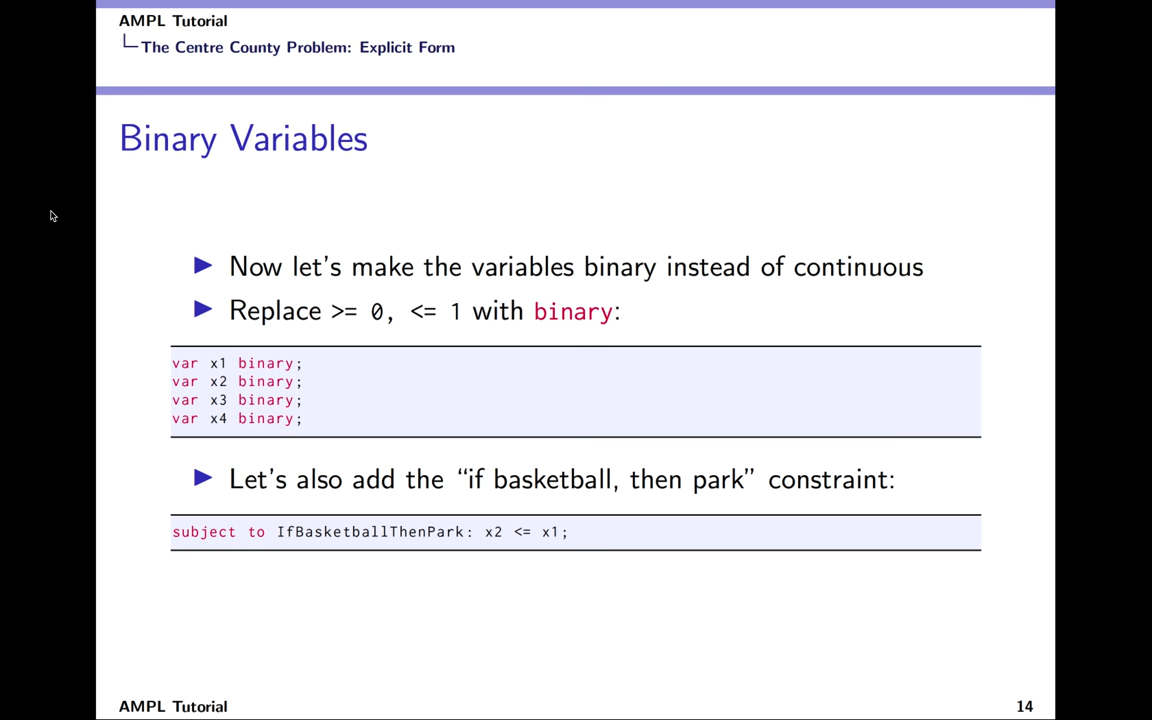 AMPL Tutorial
The Centre County Problem: Explicit Form
Binary Variables
Now let's make the variables binary instead of continuous
Replace >= 0, <= 1 with binary:
var x1 binary;
var x2 binary;
var x3 binary;
var x4 binary;
Let's also add the “if basketball, then park” constraint:
subject to IfBasketballThenPark: x2 <= x1;
AMPL Tutorial 14